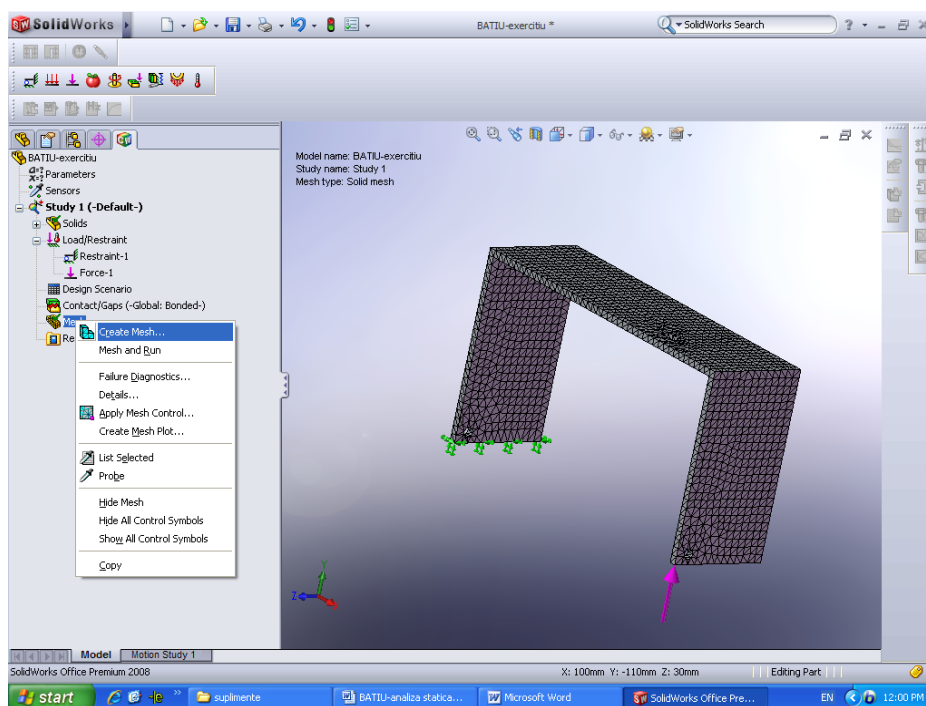 SolidWorks
BATIU-exercitiu *
SolidWorks Search
?
BATIU-exercitiu
Parameters
Sensors
Study 1 (-Default-)
Solids
Load/Restraint
Restraint-1
Force-1
Design Scenario
Contact/Gaps (-Global: Bonded-)
Re
Create Mesh...
Mesh and Run
Failure Diagnostics...
Details...
Apply Mesh Control...
Create Mesh Plot...
List Selected
Probe
Hide Mesh
Hide All Control Symbols
Show All Control Symbols
Copy
Model name: BATIU-exercitiu
Study name: Study 1
Mesh type: Solid mesh
Y
Z
Model
Motion Study 1
SolidWorks Office Premium 2008
X: 100mm Y: -110mm Z: 30mm
Editing Part
start
suplimente
BATIU-analiza statica...
Microsoft Word
SolidWorks Office Pre...
EN
12:00 PM